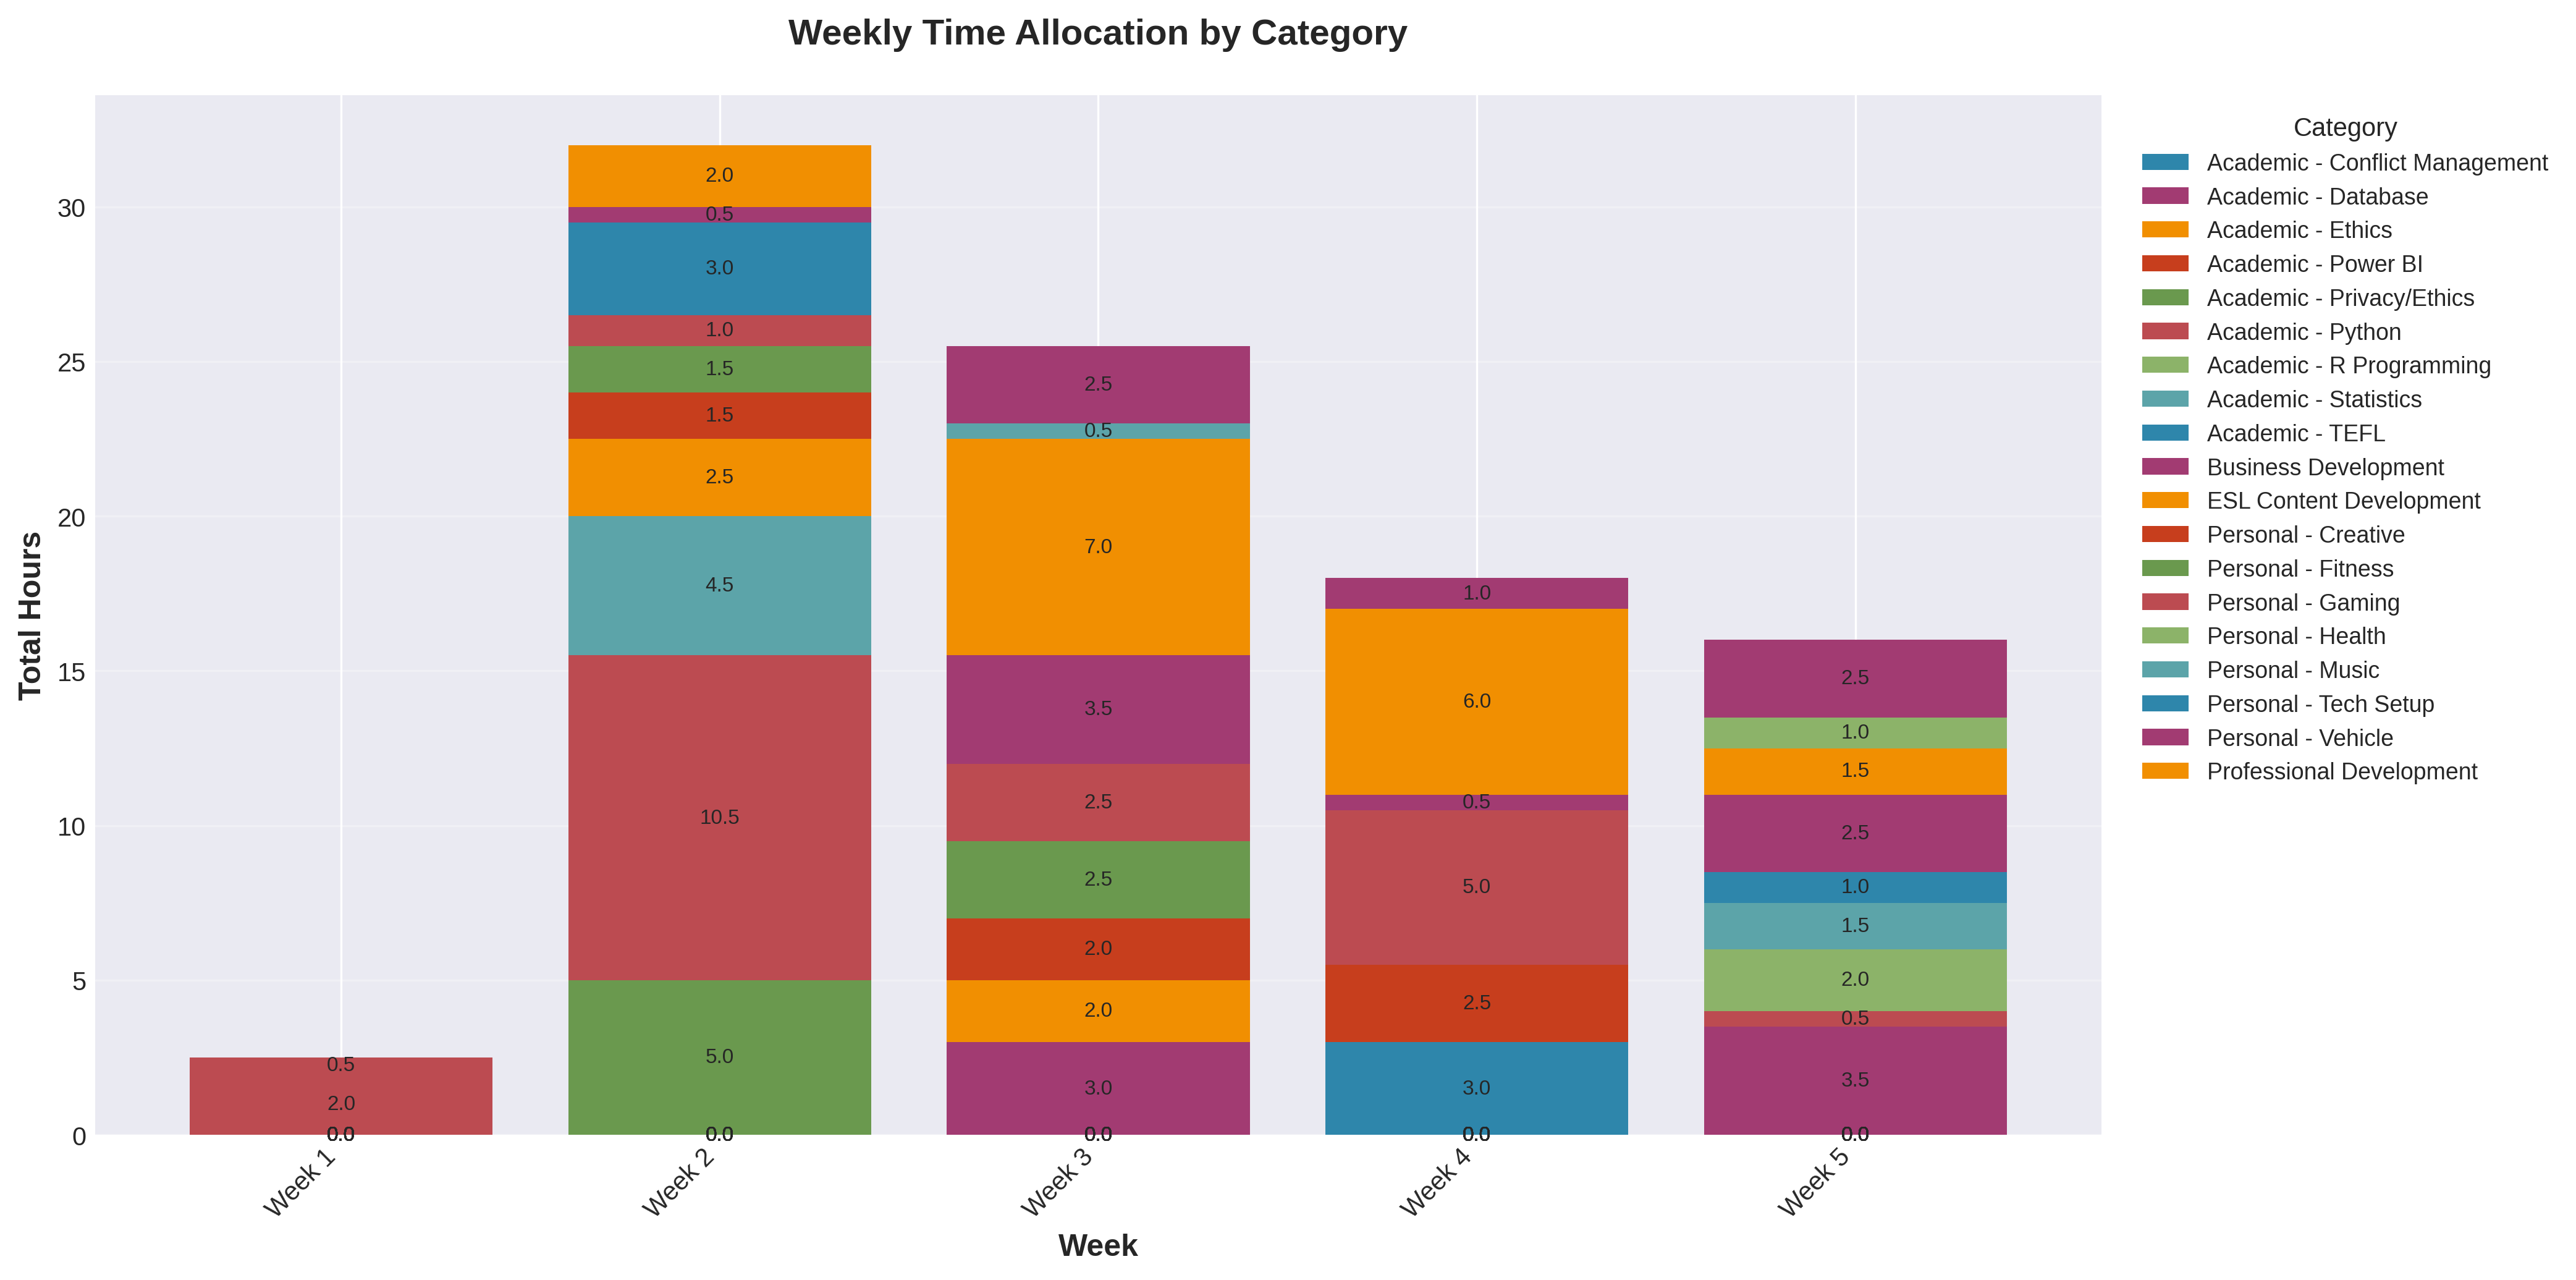 Weekly Time Allocation by Category
Total Hours
30
25
20
15
10
5
0
0.5
2.0
0.0
2.0
0.5
3.0
1.0
1.5
1.5
2.5
4.5
10.5
5.0
0.0
2.5
0.5
7.0
3.5
2.5
2.5
2.0
2.0
3.0
0.0
1.0
6.0
0.5
5.0
2.5
3.0
0.0
2.5
1.0
1.5
2.5
1.0
1.5
2.0
0.5
3.5
0.0
Week 1
Week 2
Week 3
Week 4
Week 5
Week
Category
Academic - Conflict Management
Academic - Database
Academic - Ethics
Academic - Power BI
Academic - Privacy/Ethics
Academic - Python
Academic - R Programming
Academic - Statistics
Academic - TEFL
Business Development
ESL Content Development
Personal - Creative
Personal - Fitness
Personal - Gaming
Personal - Health
Personal - Music
Personal - Tech Setup
Personal - Vehicle
Professional Development